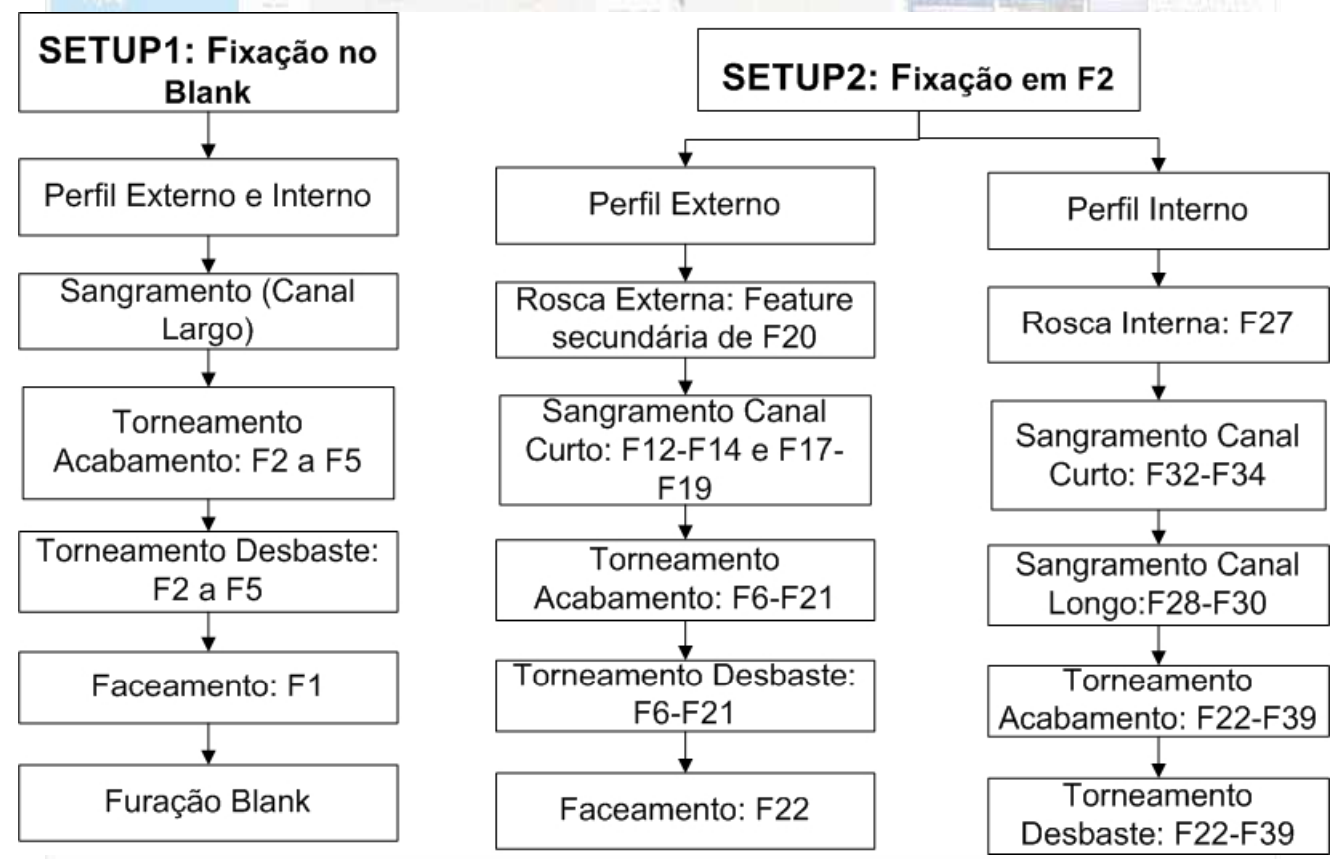 SETUP1: Fixação no
Blank
Perfil Externo e Interno
Sangramento (Canal
Largo)
Torneamento
Acabamento: F2 a F5
Torneamento Desbaste:
F2 a F5
Faceamento: F1
Furação Blank
SETUP2: Fixação em F2
Perfil Externo
Rosca Externa: Feature
secundária de F20
Sangramento Canal
Curto: F12-F14 e F17-
F19
Torneamento
Acabamento: F6-F21
Torneamento Desbaste:
F6-F21
Faceamento: F22
Perfil Interno
Rosca Interna: F27
Sangramento Canal
Curto: F32-F34
Sangramento Canal
Longo:F28-F30
Torneamento
Acabamento: F22-F39
Torneamento
Desbaste: F22-F39